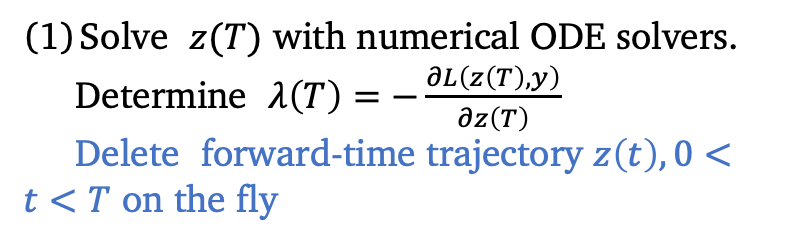 (1) Solve z(T) with numerical ODE solvers.
Determine λ(T) = − ∂L(z(T),y) / ∂z(T)
Delete forward-time trajectory z(t), 0 <
t < T on the fly